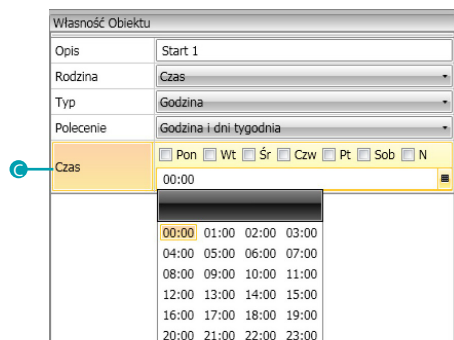 Własność Obiektu
Opis Start 1
Rodzina Czas
Typ Godzina
Polecenie Godzina i dni tygodnia
C Czas Pon Wt Śr Czw Pt Sob N
00:00
00:00 01:00 02:00 03:00
04:00 05:00 06:00 07:00
08:00 09:00 10:00 11:00
12:00 13:00 14:00 15:00
16:00 17:00 18:00 19:00
20:00 21:00 22:00 23:00